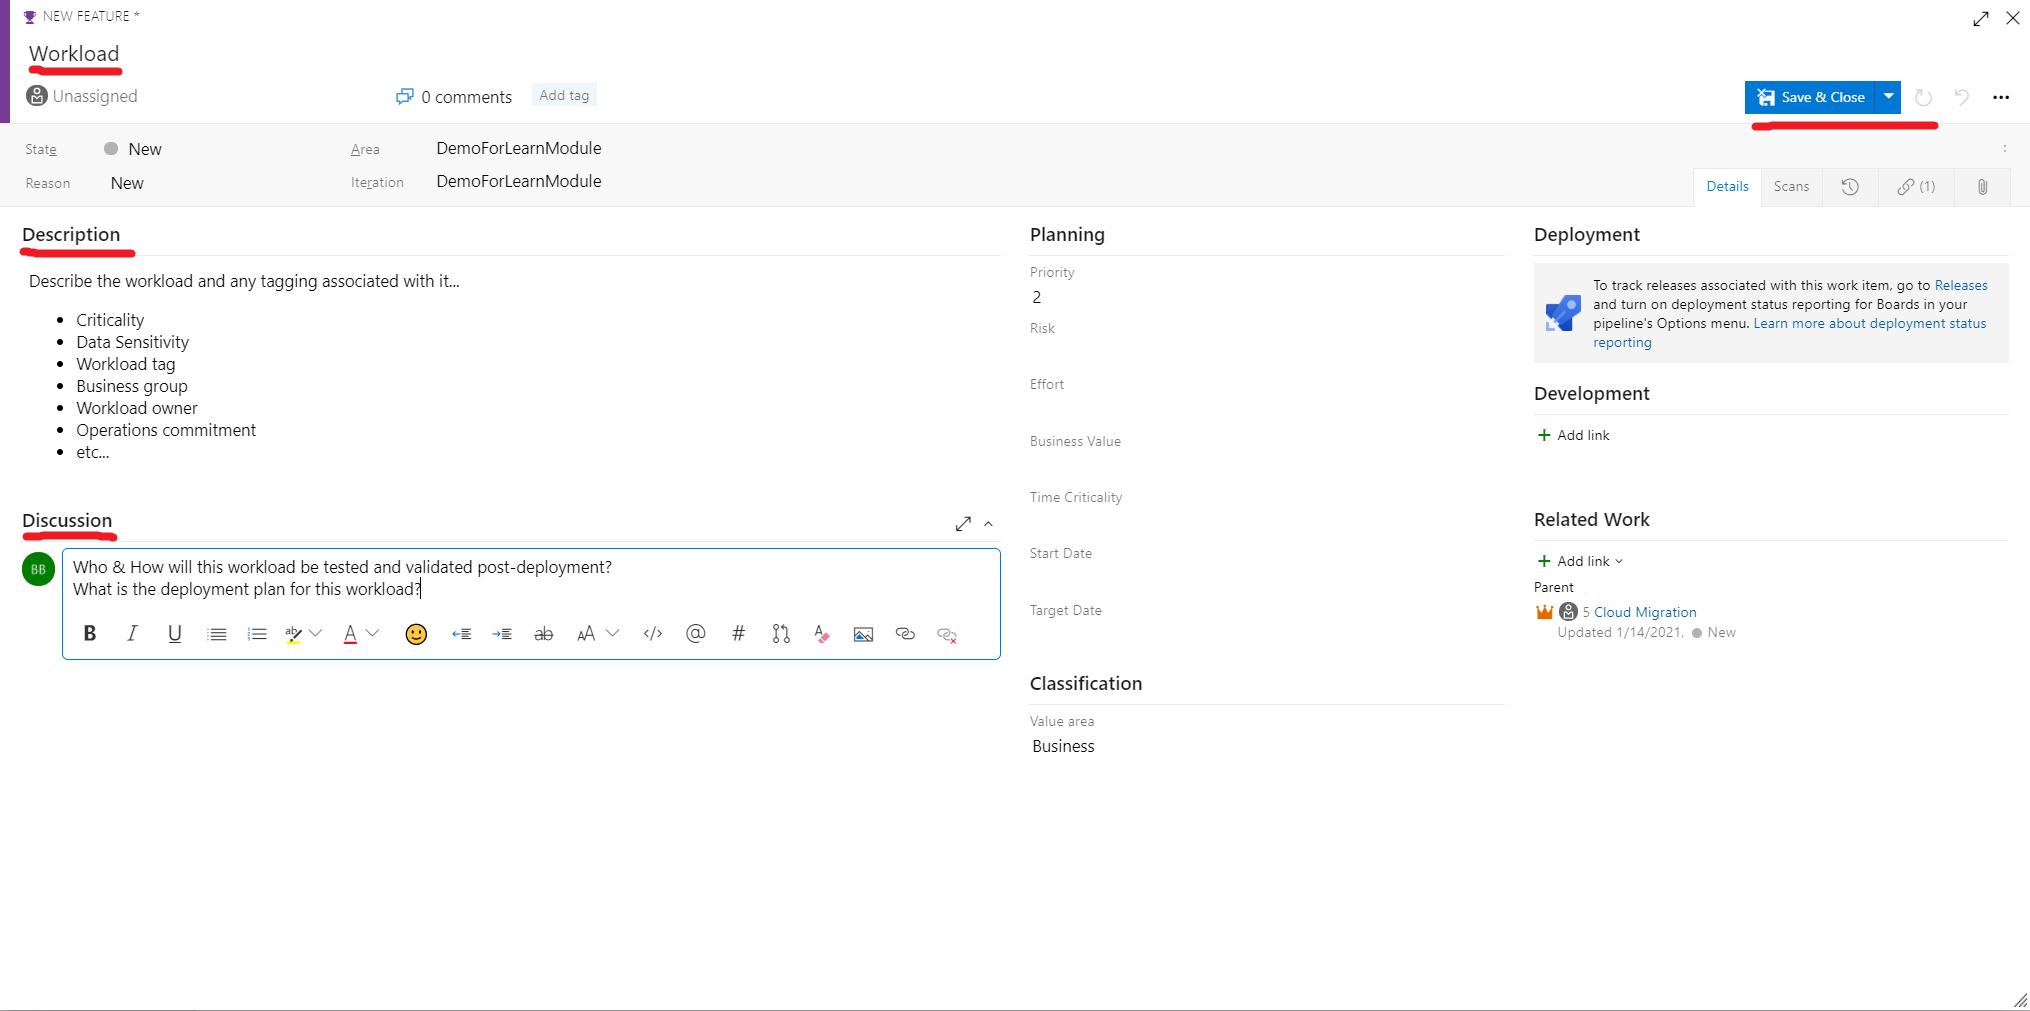 NEW FEATURE *
Workload
Unassigned
0 comments
Add tag
Save & Close
State
New
Area
DemoForLearnModule
Reason
New
Iteration
DemoForLearnModule
Details
Scans
(1)
Description
Describe the workload and any tagging associated with it...
Criticality
Data Sensitivity
Workload tag
Business group
Workload owner
Operations commitment
etc...
Discussion
BB
Who & How will this workload be tested and validated post-deployment?
What is the deployment plan for this workload?
Planning
Priority
2
Risk
Effort
Business Value
Time Criticality
Start Date
Target Date
Classification
Value area
Business
Deployment
To track releases associated with this work item, go to Releases
and turn on deployment status reporting for Boards in your
pipeline's Options menu. Learn more about deployment status
reporting
Development
Add link
Related Work
Add link
Parent
5 Cloud Migration
Updated 1/14/2021, New